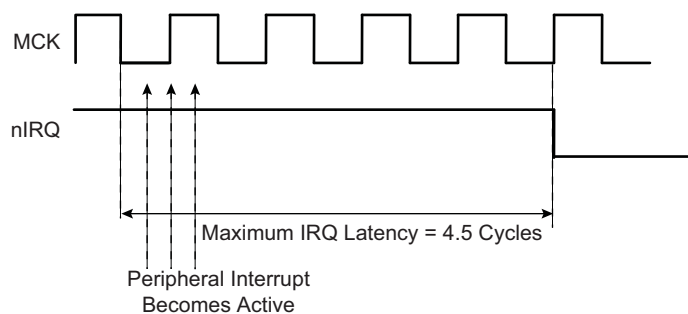 MCK
nIRQ
Maximum IRQ Latency = 4.5 Cycles
Peripheral Interrupt
Becomes Active